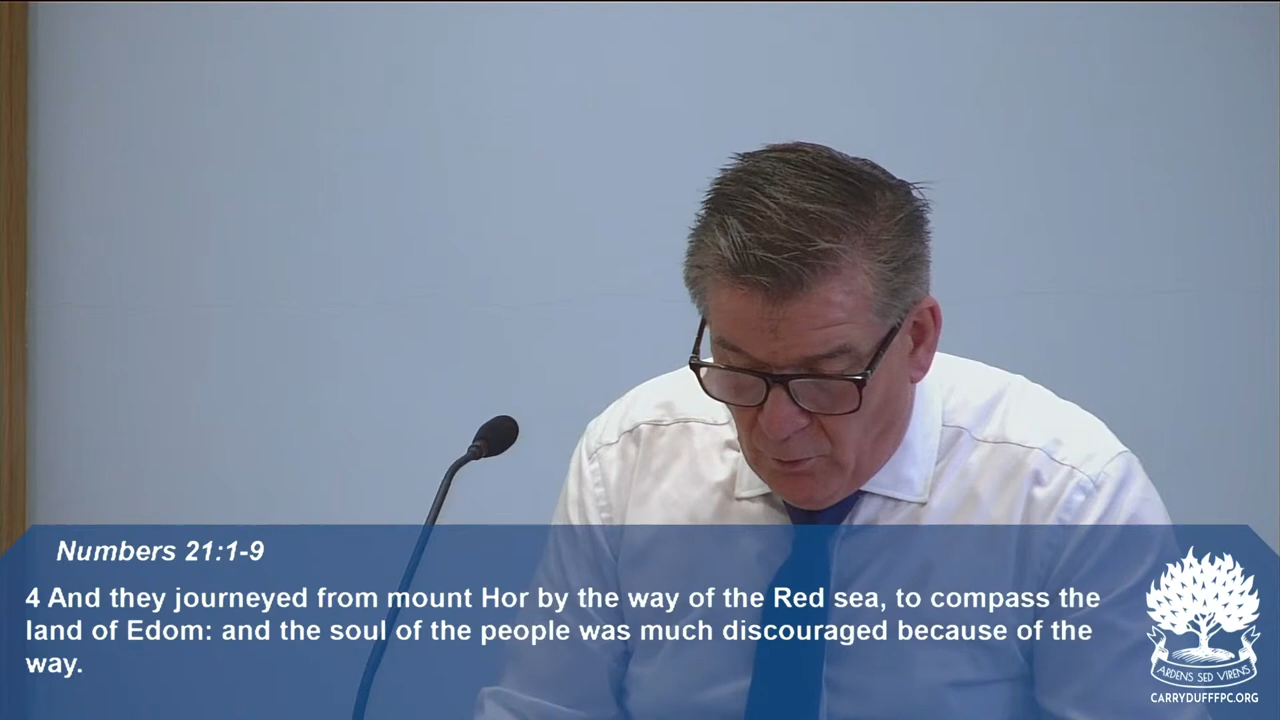 Numbers 21:1-9
4 And they journeyed from mount Hor by the way of the Red sea, to compass the
land of Edom: and the soul of the people was much discouraged because of the
way.
ARDENS SED VIRENS
CARRYDUFFFPC.ORG